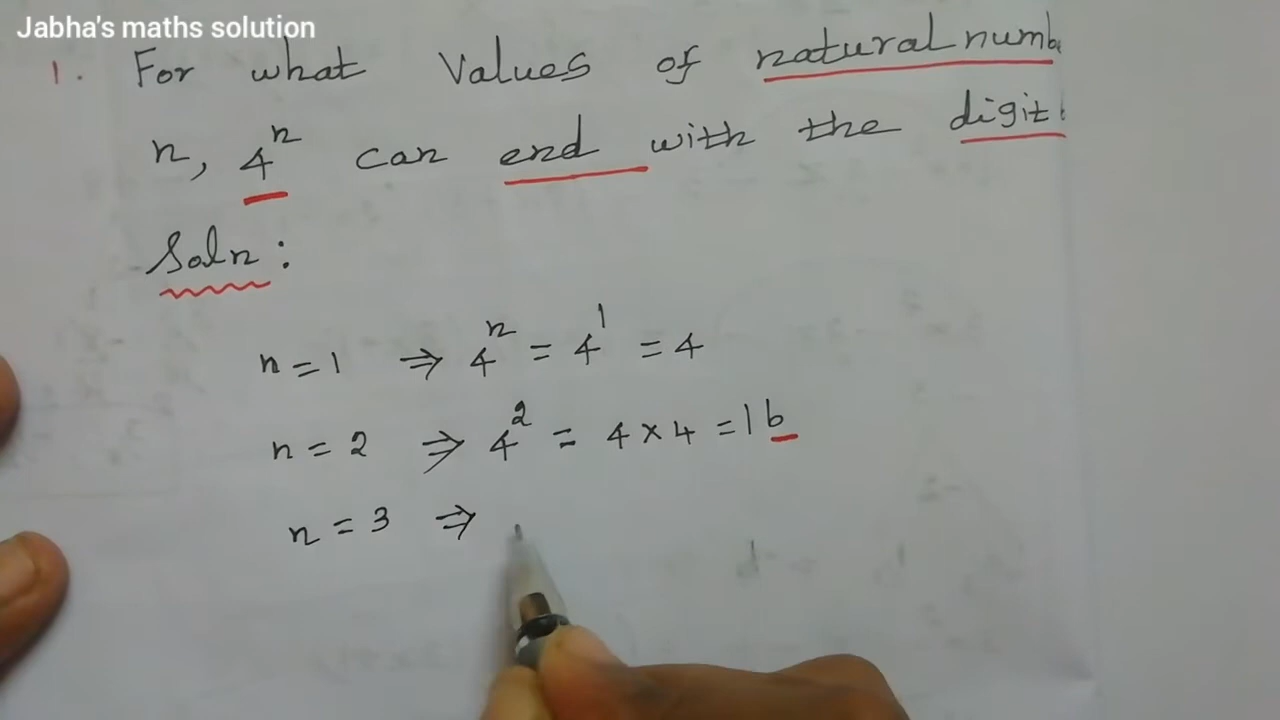 Jabha's maths solution
1. For what values of natural numb
n, 4ⁿ can end with the digit
Soln:
n = 1 ⇒ 4ⁿ = 4¹ = 4
n = 2 ⇒ 4² = 4 × 4 = 16
n = 3 ⇒